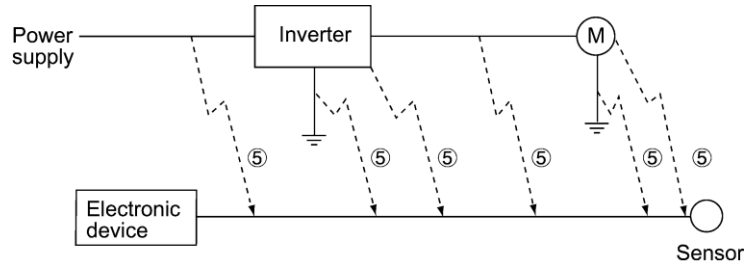 Power
supply
Inverter
M
⑤ ⑤ ⑤ ⑤ ⑤ ⑤
Electronic
device
Sensor